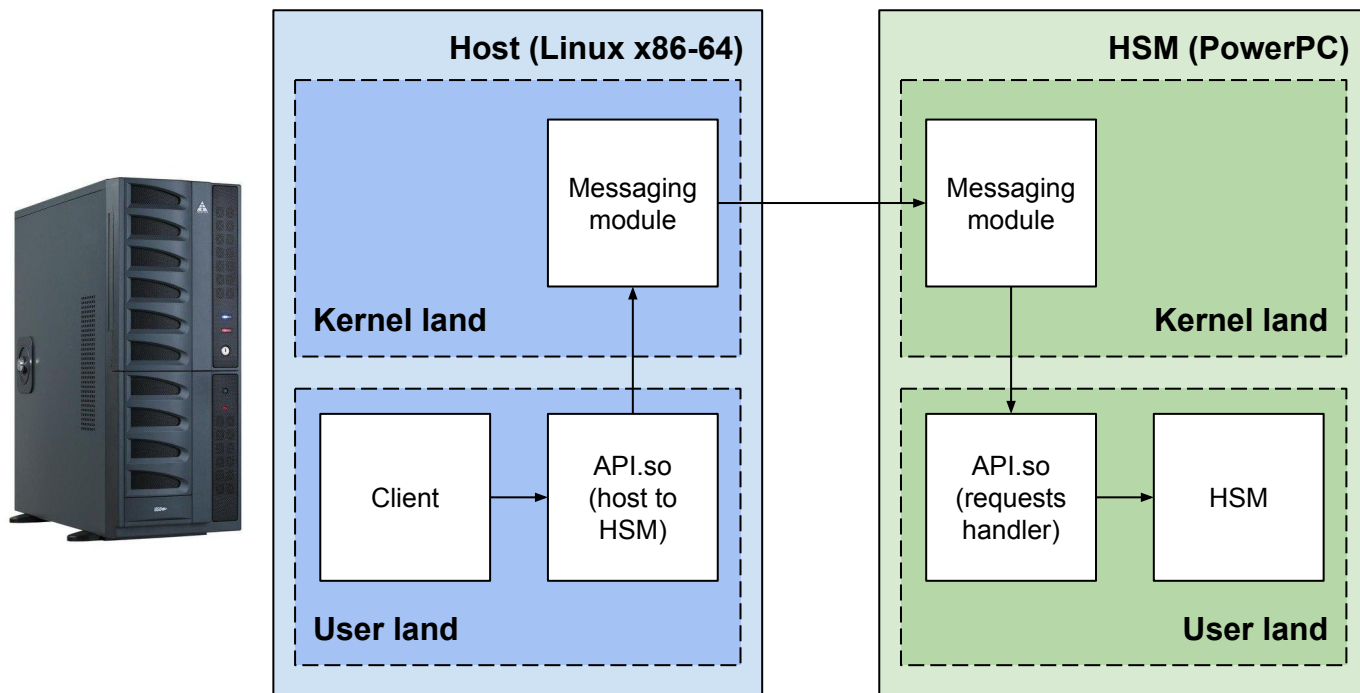 Host (Linux x86-64)
Messaging
module
Kernel land
Client
API.so
(host to
HSM)
User land
HSM (PowerPC)
Messaging
module
Kernel land
API.so
(requests
handler)
HSM
User land